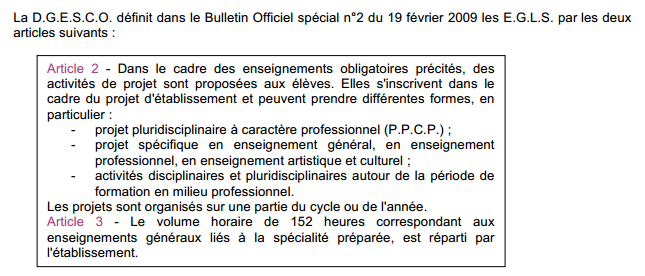 La D.G.E.S.C.O. définit dans le Bulletin Officiel spécial n°2 du 19 février 2009 les E.G.L.S. par les deux
articles suivants :
Article 2 - Dans le cadre des enseignements obligatoires précités, des
activités de projet sont proposées aux élèves. Elles s'inscrivent dans le
cadre du projet d'établissement et peuvent prendre différentes formes, en
particulier :
- projet pluridisciplinaire à caractère professionnel (P.P.C.P.) ;
- projet spécifique en enseignement général, en enseignement
professionnel, en enseignement artistique et culturel ;
- activités disciplinaires et pluridisciplinaires autour de la période de
formation en milieu professionnel.
Les projets sont organisés sur une partie du cycle ou de l'année.
Article 3 - Le volume horaire de 152 heures correspondant aux
enseignements généraux liés à la spécialité préparée, est réparti par
l'établissement.